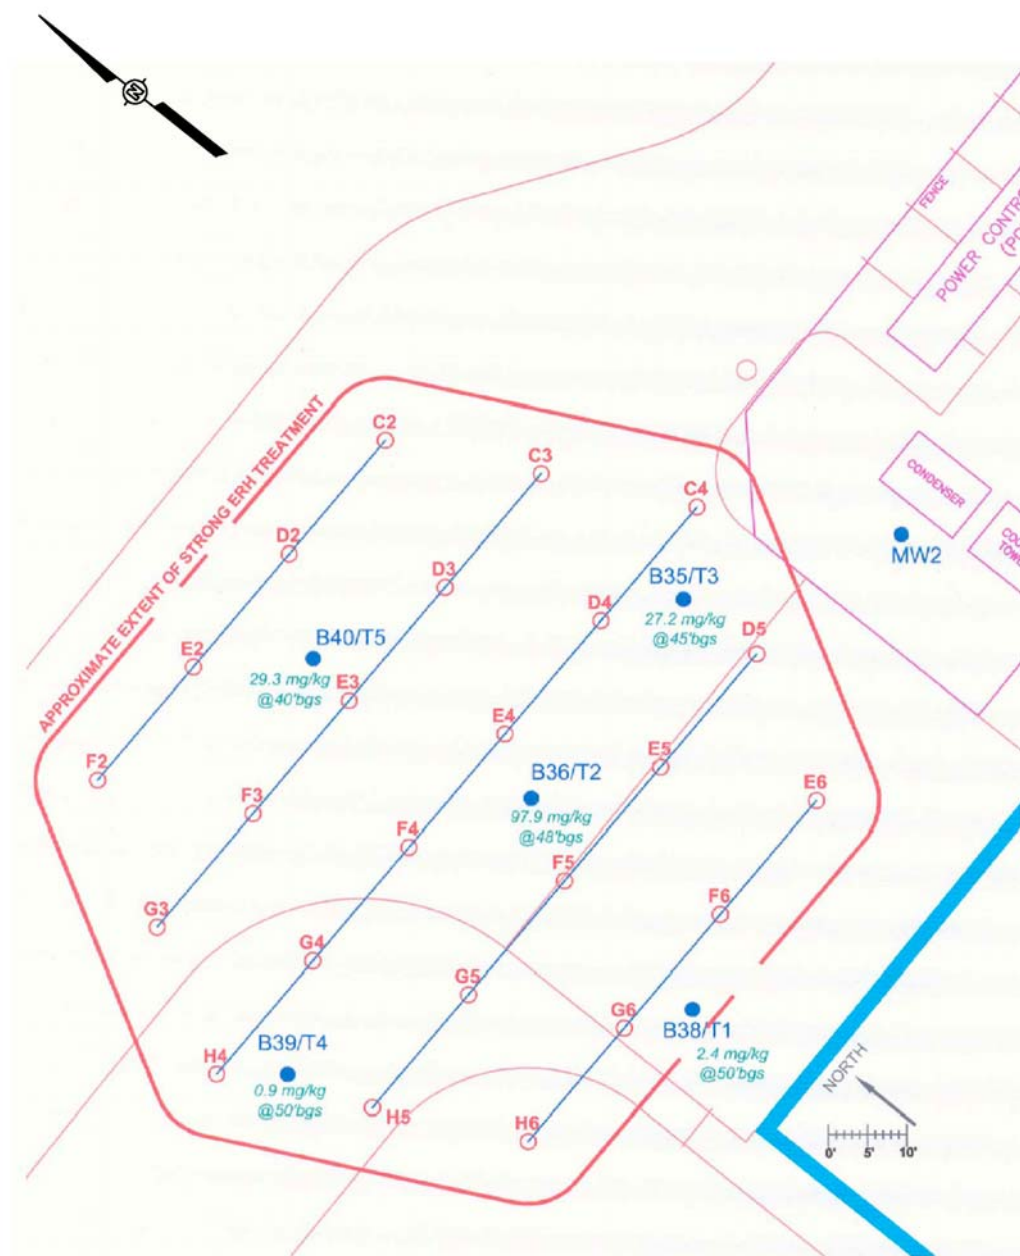 N
FENCE
POWER CONTRO
(PC
APPROXIMATE EXTENT OF STRONG ERH TREATMENT
C2
C3
C4
CONDENSER
COO
TOWE
MW2
D2
D3
B35/T3
27.2 mg/kg
@45'bgs
D4
D5
B40/T5
29.3 mg/kg
@40'bgs
E2
E3
E4
E5
B36/T2
97.9 mg/kg
@48'bgs
E6
F2
F3
F4
F5
F6
G3
G4
G5
G6
B38/T1
2.4 mg/kg
@50'bgs
B39/T4
0.9 mg/kg
@50'bgs
H4
H5
H6
NORTH
0' 5' 10'